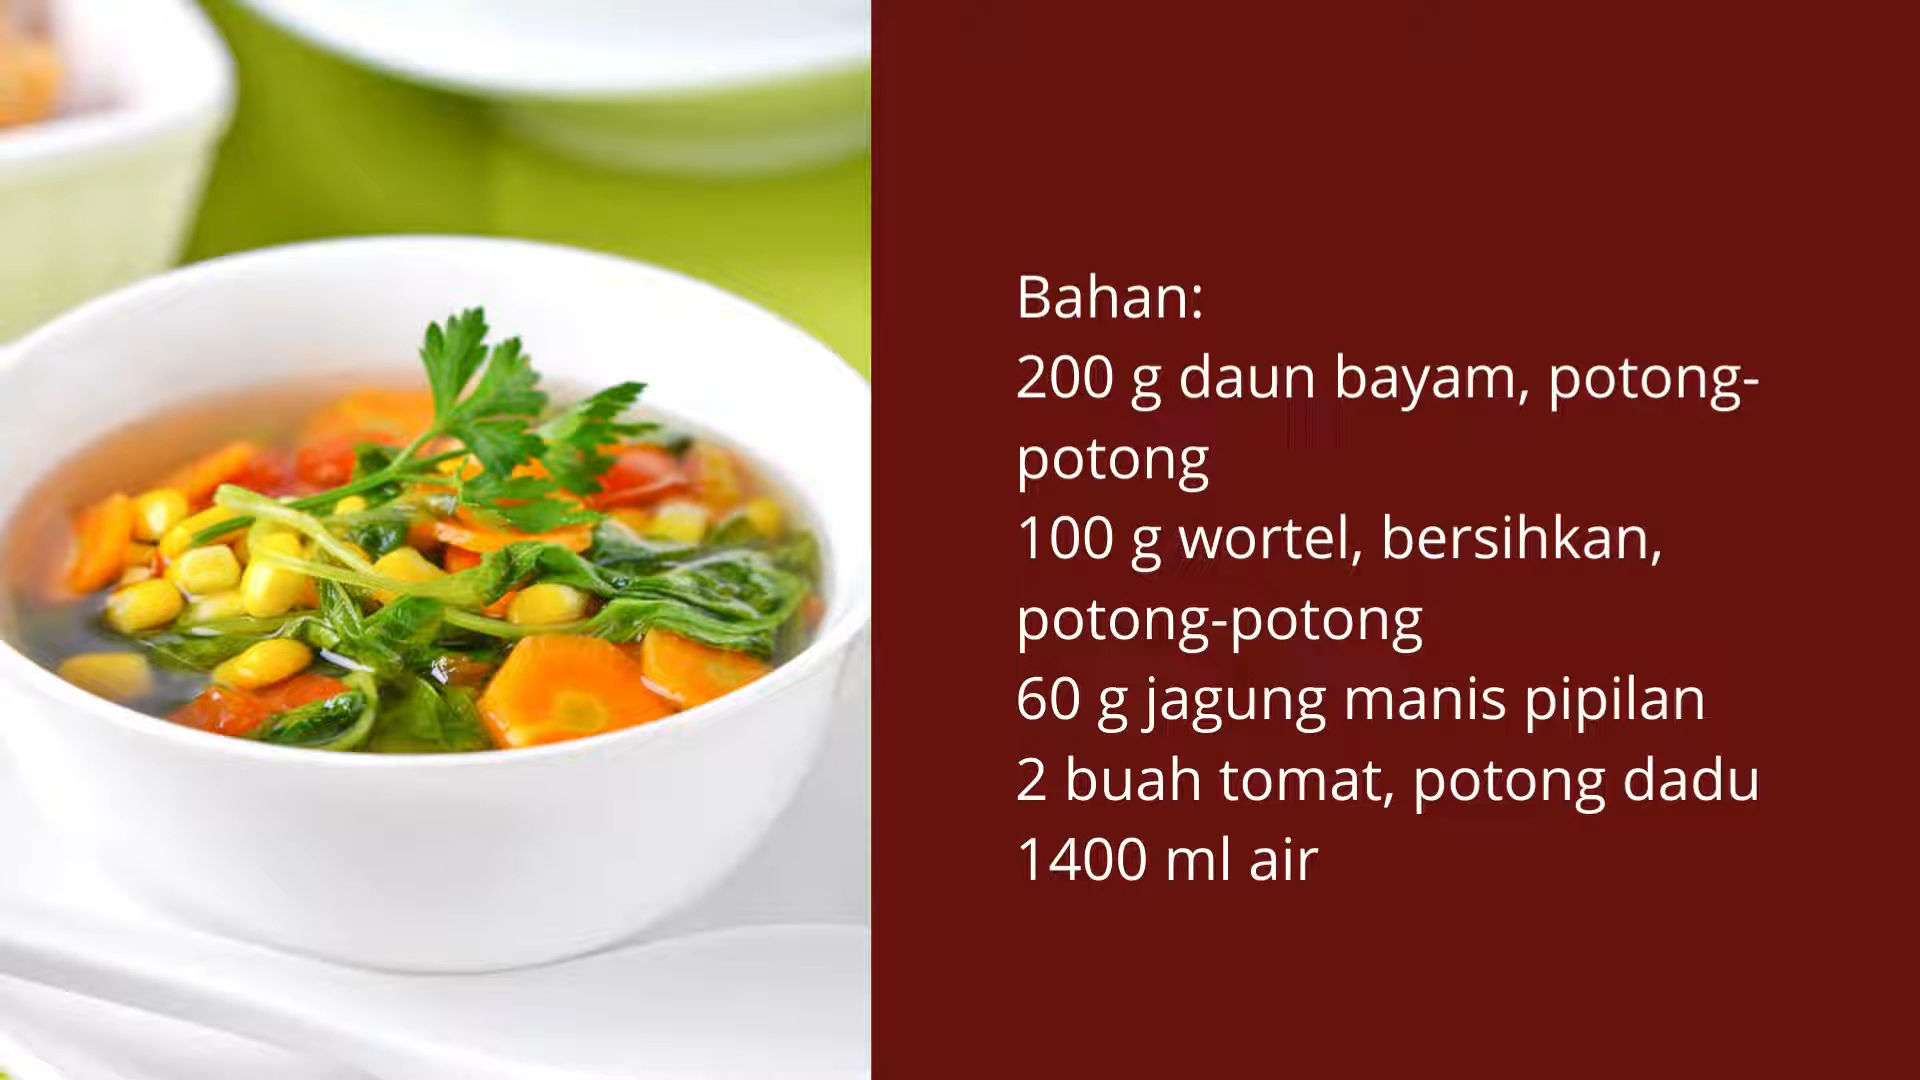 Bahan:
200 g daun bayam, potong-
potong
100 g wortel, bersihkan,
potong-potong
60 g jagung manis pipilan
2 buah tomat, potong dadu
1400 ml air